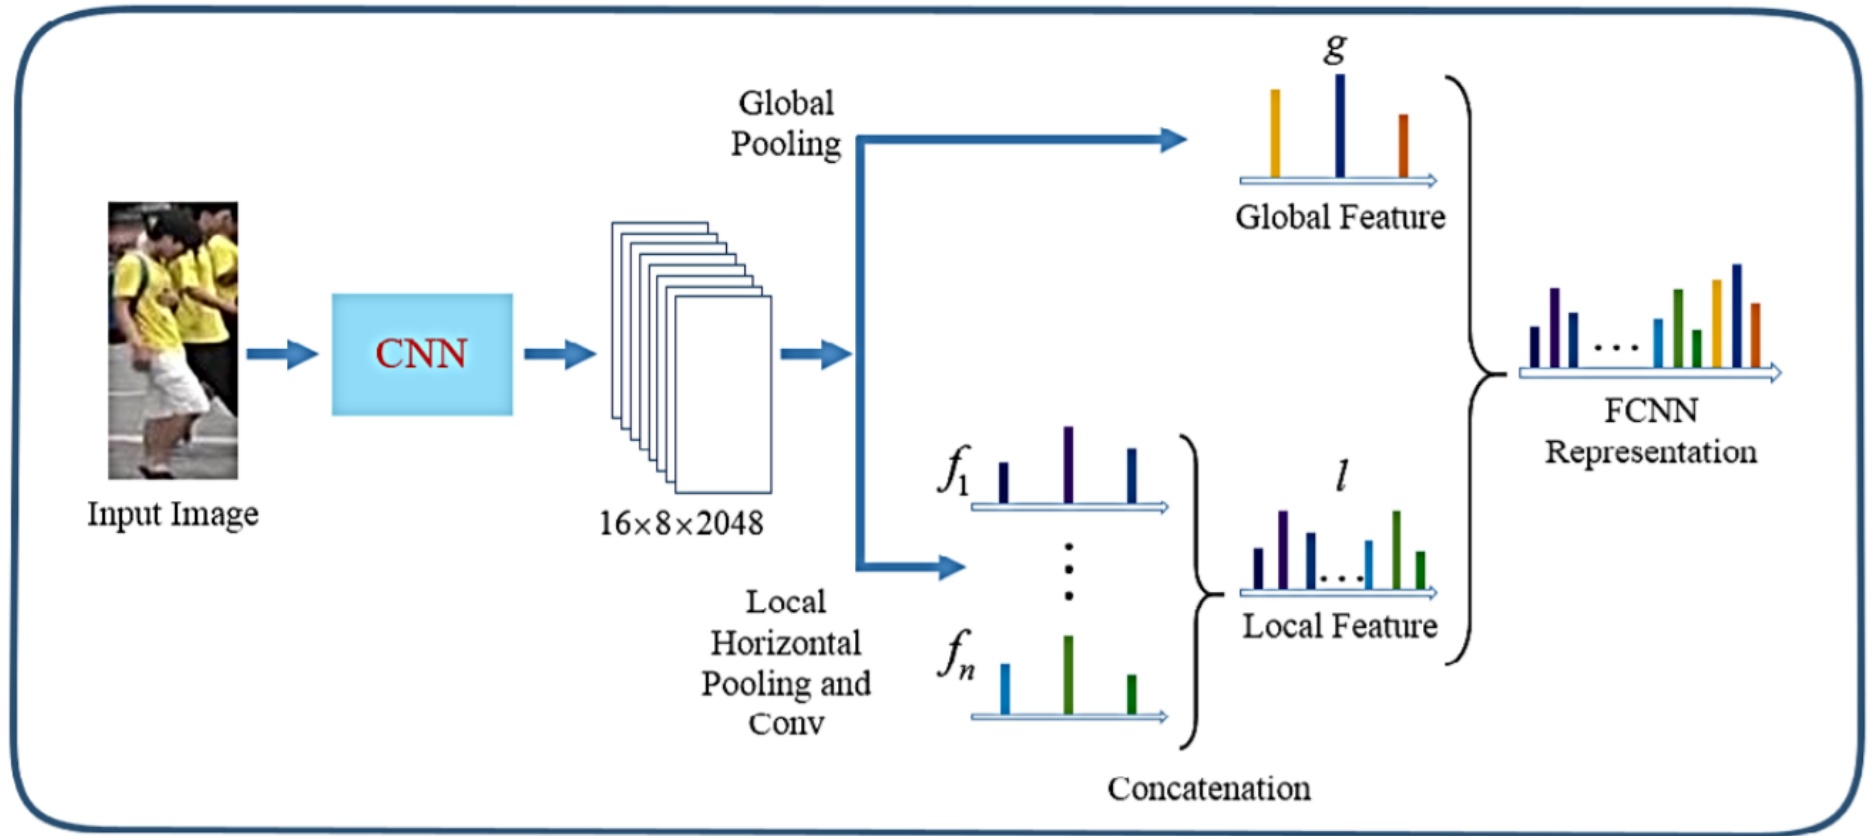 Input Image
CNN
16×8×2048
Global
Pooling
Local
Horizontal
Pooling and
Conv
g
Global Feature
f1
fn
Concatenation
l
Local Feature
FCNN
Representation